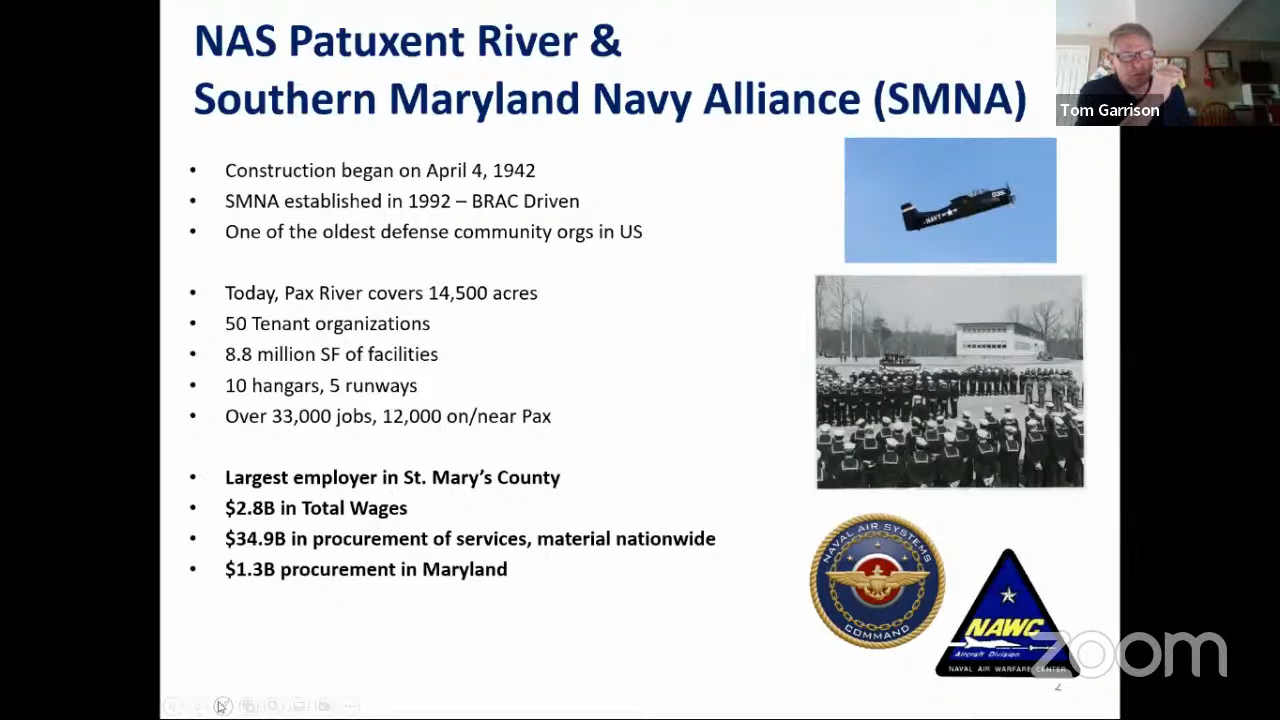 NAS Patuxent River &
Southern Maryland Navy Alliance (SMNA)
Tom Garrison
• Construction began on April 4, 1942
• SMNA established in 1992 – BRAC Driven
• One of the oldest defense community orgs in US
• Today, Pax River covers 14,500 acres
• 50 Tenant organizations
• 8.8 million SF of facilities
• 10 hangars, 5 runways
• Over 33,000 jobs, 12,000 on/near Pax
• Largest employer in St. Mary’s County
• $2.8B in Total Wages
• $34.9B in procurement of services, material nationwide
• $1.3B procurement in Maryland
NAVY
NAVAL AIR SYSTEMS
COMMAND
NAWC
Aircraft Division
NAVAL AIR WARFARE CENTER
zoom
2